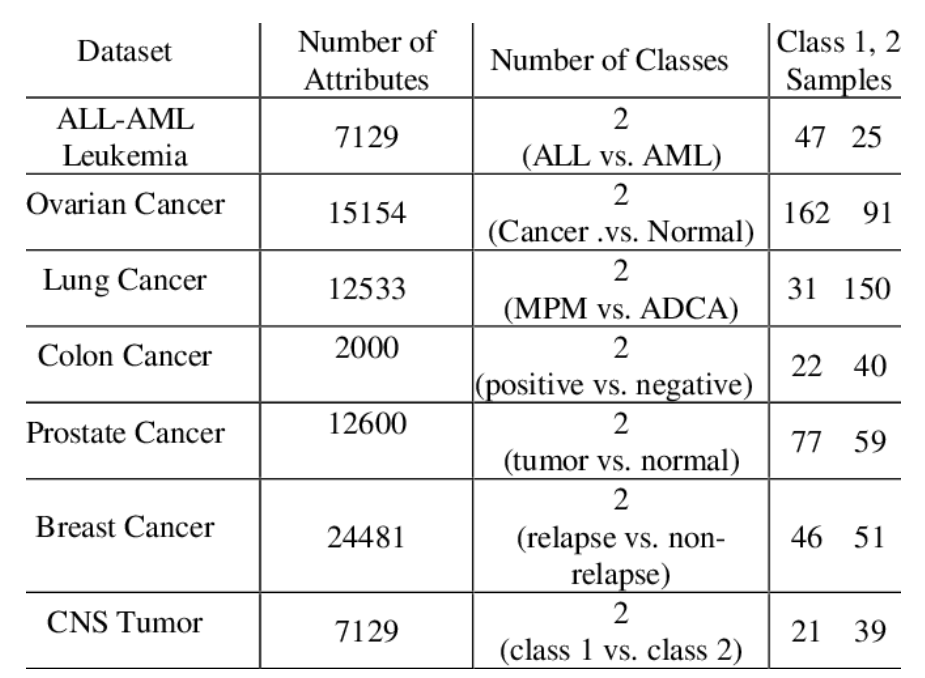 Dataset Number of Attributes Number of Classes Class 1, 2 Samples
ALL-AML Leukemia 7129 2 (ALL vs. AML) 47 25
Ovarian Cancer 15154 2 (Cancer .vs. Normal) 162 91
Lung Cancer 12533 2 (MPM vs. ADCA) 31 150
Colon Cancer 2000 2 (positive vs. negative) 22 40
Prostate Cancer 12600 2 (tumor vs. normal) 77 59
Breast Cancer 24481 2 (relapse vs. non-relapse) 46 51
CNS Tumor 7129 2 (class 1 vs. class 2) 21 39